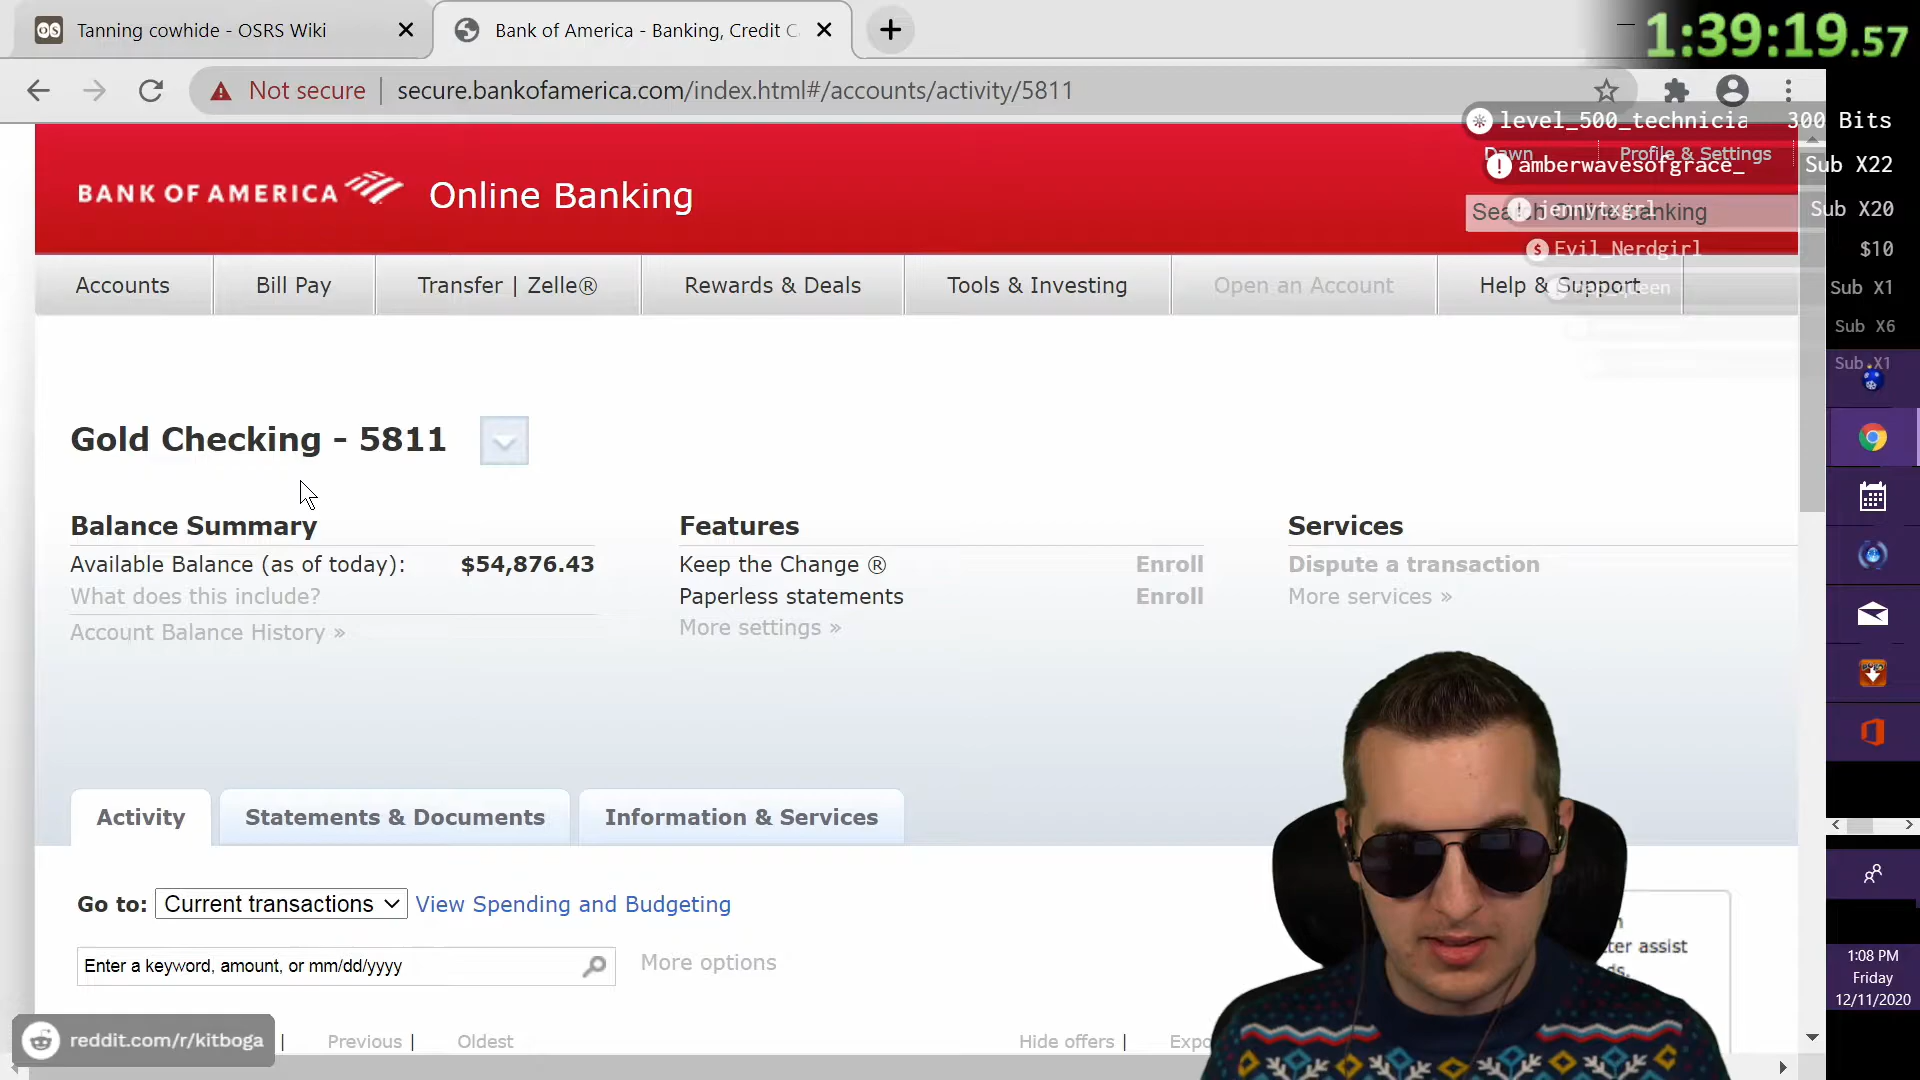 Tanning cowhide - OSRS Wiki
Bank of America - Banking, Credit C
1:39:19.57
Not secure
secure.bankofamerica.com/index.html#/accounts/activity/5811
level_500_technicia 300 Bits
Dawn Profile & Settings
amberwavesofgrace_ Sub X22
BANK OF AMERICA Online Banking
jennytxgrl Sub X20
Evil_Nerdgirl $10
Accounts Bill Pay Transfer | Zelle® Rewards & Deals Tools & Investing Open an Account Help & Support
Sub X1
Sub X6
Sub X1
Gold Checking - 5811
Balance Summary
Available Balance (as of today): $54,876.43
What does this include?
Account Balance History »
Features
Keep the Change ® Enroll
Paperless statements Enroll
More settings »
Services
Dispute a transaction
More services »
Activity Statements & Documents Information & Services
Go to: Current transactions View Spending and Budgeting
Enter a keyword, amount, or mm/dd/yyyy More options
assist
reddit.com/r/kitboga | Previous | Oldest Hide offers |
1:08 PM
Friday
12/11/2020